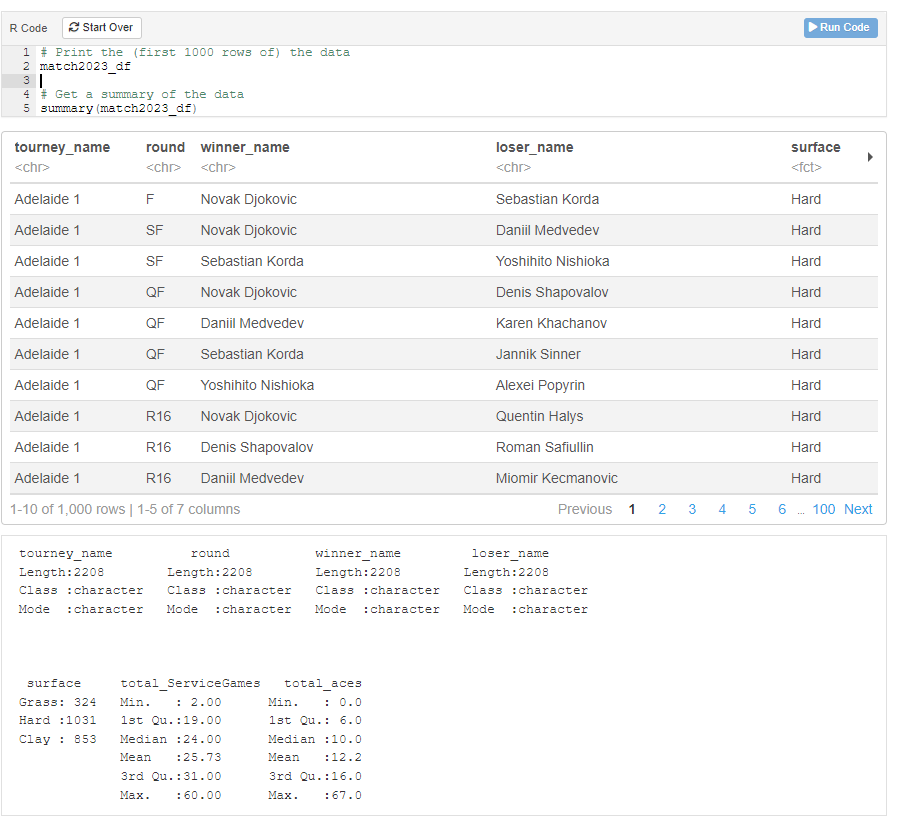 R Code Start Over Run Code
1 # Print the (first 1000 rows of) the data
2 match2023_df
3
4 # Get a summary of the data
5 summary(match2023_df)
tourney_name round winner_name loser_name surface
<chr> <chr> <chr> <chr> <fct>
Adelaide 1 F Novak Djokovic Sebastian Korda Hard
Adelaide 1 SF Novak Djokovic Daniil Medvedev Hard
Adelaide 1 SF Sebastian Korda Yoshihito Nishioka Hard
Adelaide 1 QF Novak Djokovic Denis Shapovalov Hard
Adelaide 1 QF Daniil Medvedev Karen Khachanov Hard
Adelaide 1 QF Sebastian Korda Jannik Sinner Hard
Adelaide 1 QF Yoshihito Nishioka Alexei Popyrin Hard
Adelaide 1 R16 Novak Djokovic Quentin Halys Hard
Adelaide 1 R16 Denis Shapovalov Roman Safiullin Hard
Adelaide 1 R16 Daniil Medvedev Miomir Kecmanovic Hard
1-10 of 1,000 rows | 1-5 of 7 columns Previous 1 2 3 4 5 6 ... 100 Next
tourney_name round winner_name loser_name
Length:2208 Length:2208 Length:2208 Length:2208
Class :character Class :character Class :character Class :character
Mode :character Mode :character Mode :character Mode :character
surface total_ServiceGames total_aces
Grass: 324 Min. : 2.00 Min. : 0.0
Hard :1031 1st Qu.:19.00 1st Qu.: 6.0
Clay : 853 Median :24.00 Median :10.0
Mean :25.73 Mean :12.2
3rd Qu.:31.00 3rd Qu.:16.0
Max. :60.00 Max. :67.0